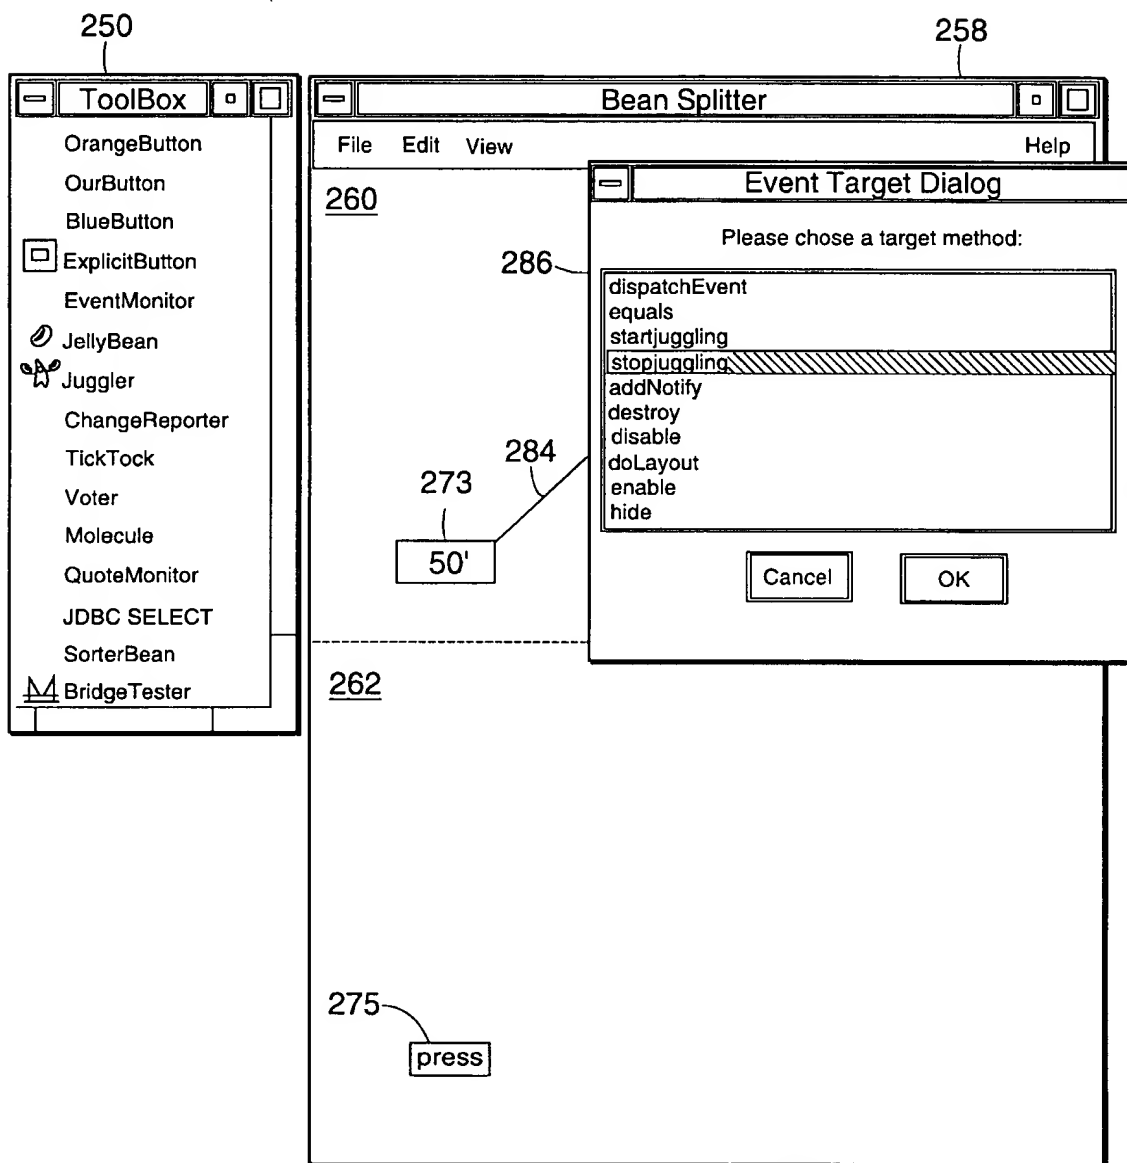 250
258
ToolBox
OrangeButton
OurButton
BlueButton
ExplicitButton
EventMonitor
JellyBean
Juggler
ChangeReporter
TickTock
Voter
Molecule
QuoteMonitor
JDBC SELECT
SorterBean
BridgeTester
Bean Splitter
File Edit View Help
260
Event Target Dialog
Please chose a target method:
286
dispatchEvent
equals
startjuggling
stopjuggling
addNotify
destroy
disable
doLayout
enable
hide
284
273
50'
Cancel OK
262
275
press